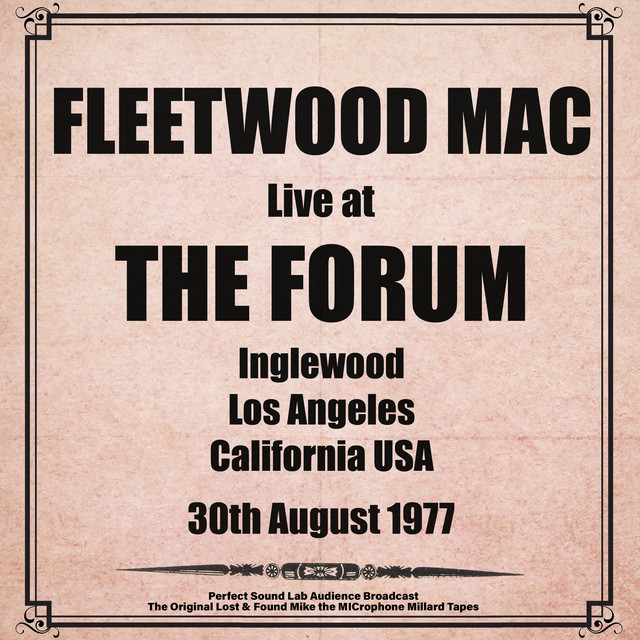 FLEETWOOD MAC
Live at
THE FORUM
Inglewood
Los Angeles
California USA
30th August 1977
Perfect Sound Lab Audience Broadcast
The Original Lost & Found Mike the MICrophone Millard Tapes